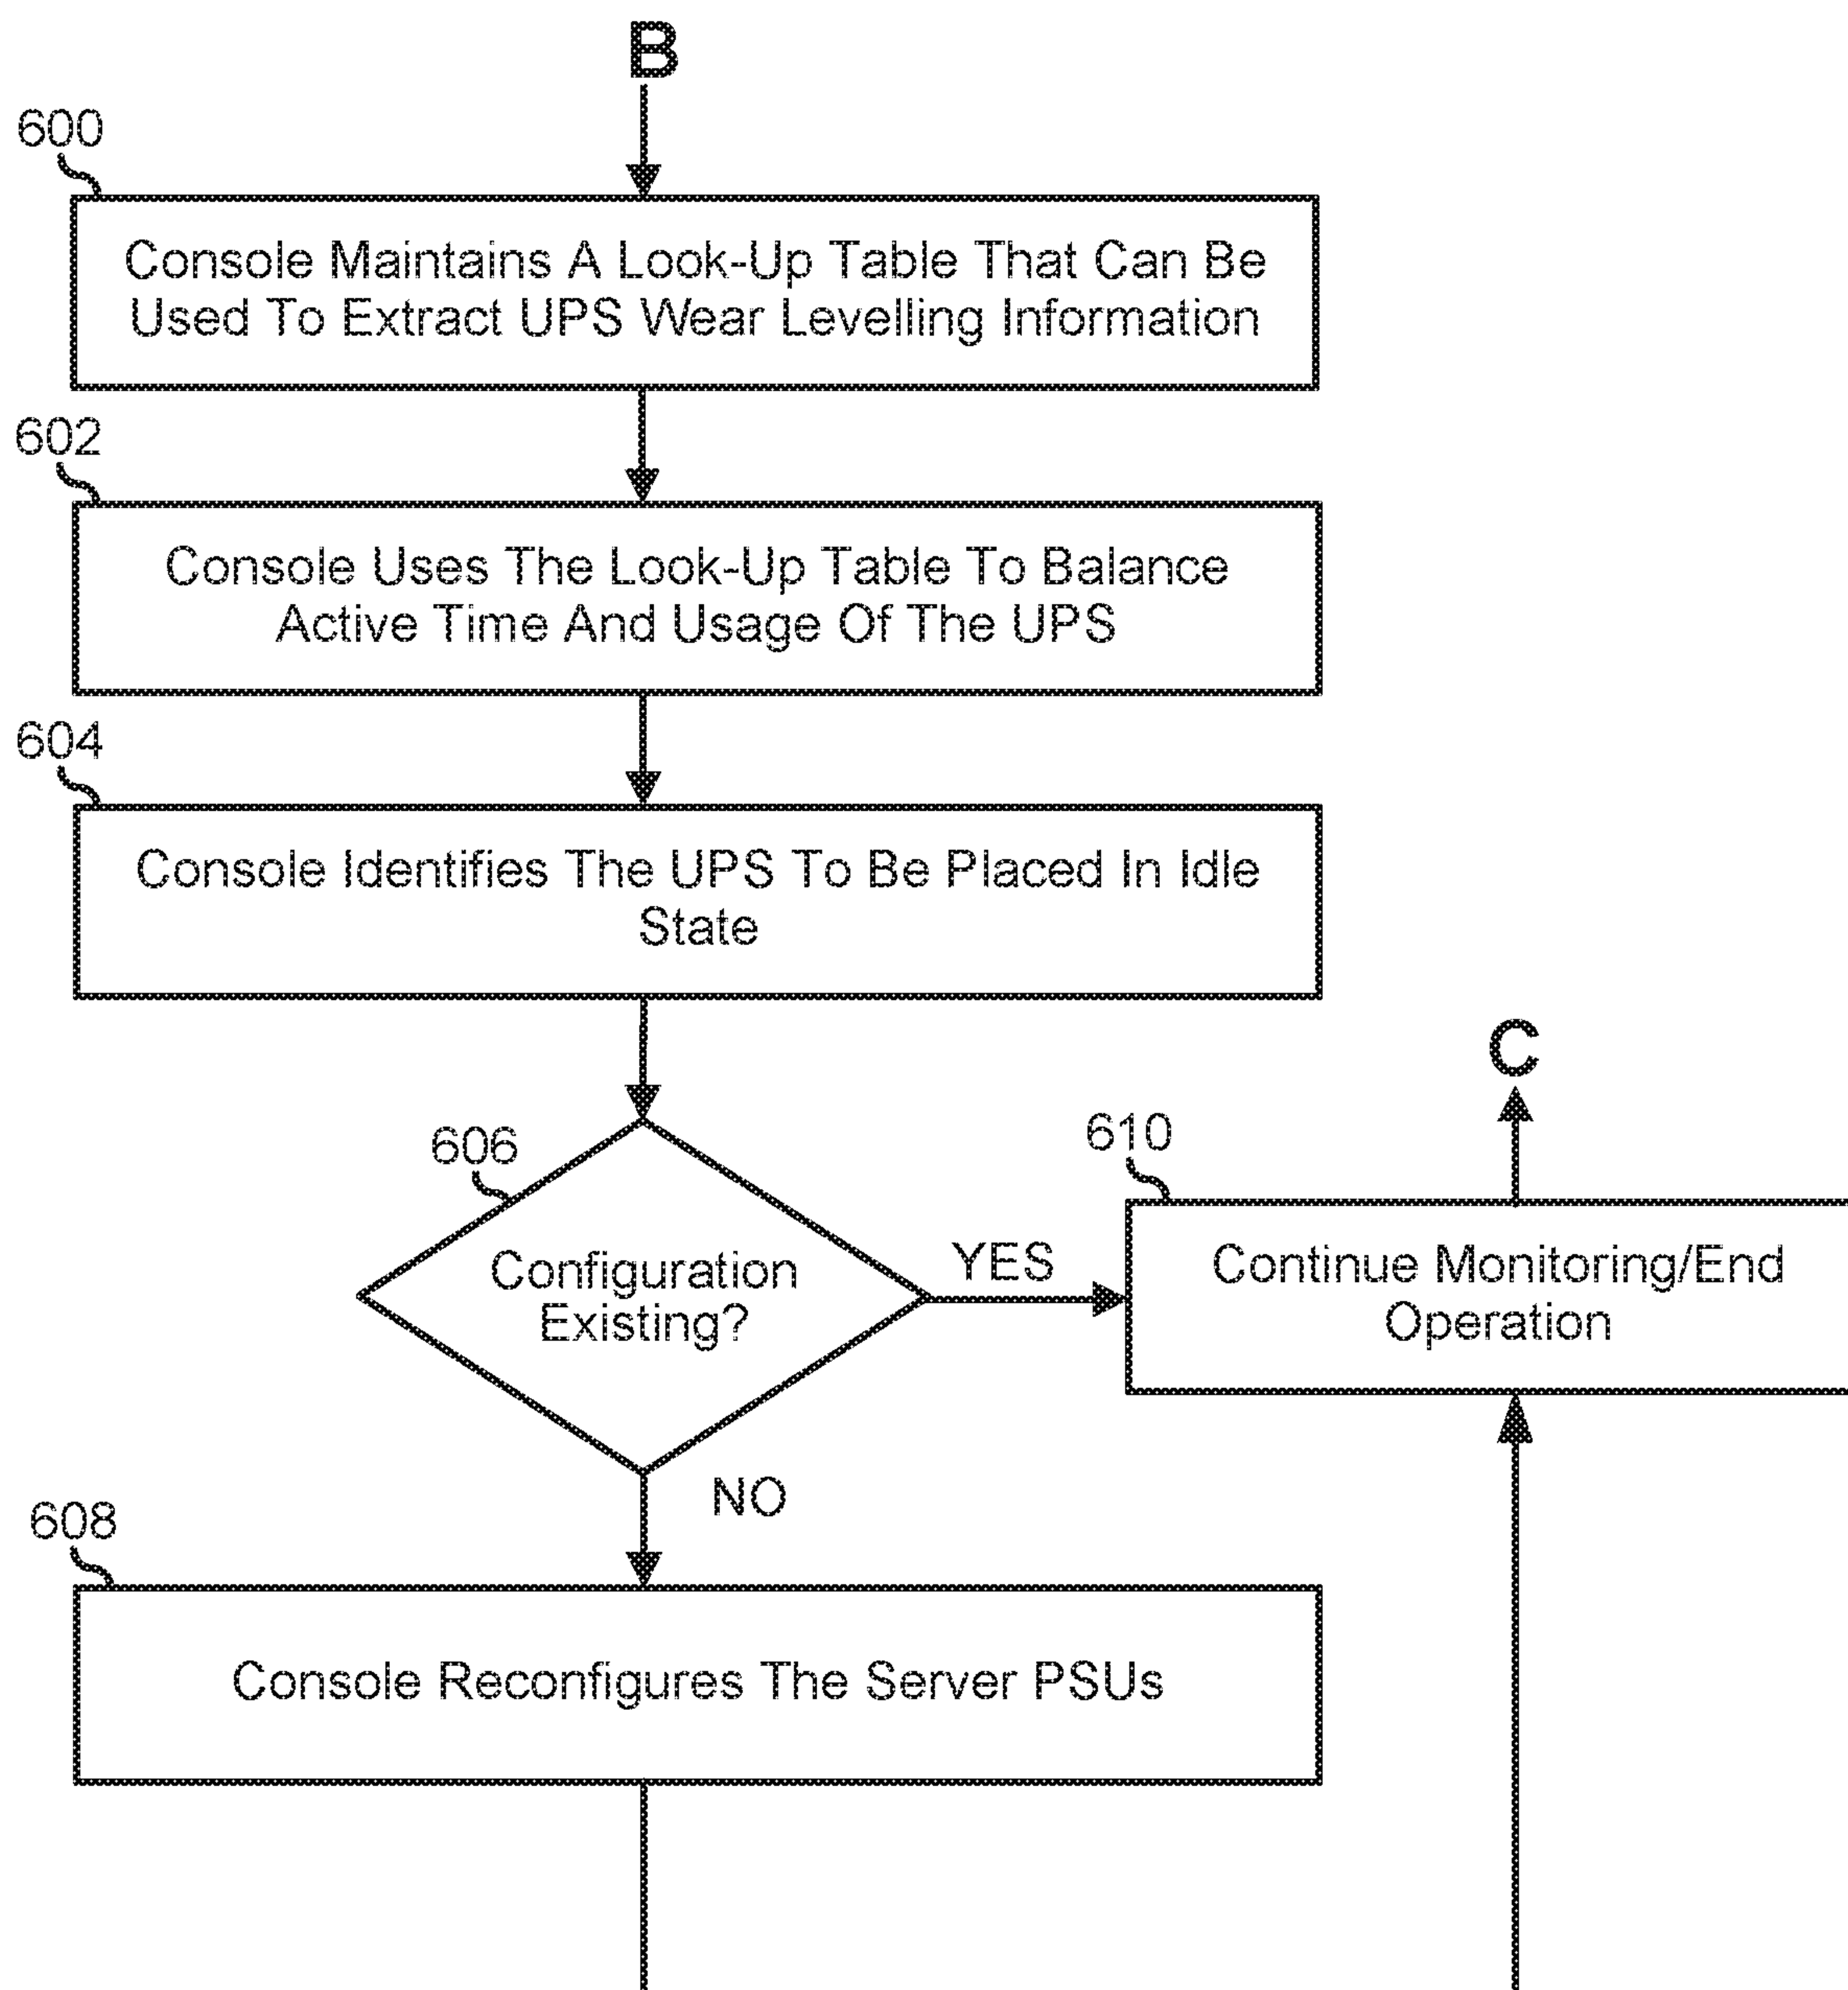 B
600
Console Maintains A Look-Up Table That Can Be
Used To Extract UPS Wear Levelling Information
602
Console Uses The Look-Up Table To Balance
Active Time And Usage Of The UPS
604
Console Identifies The UPS To Be Placed In Idle
State
C
606
610
Configuration
Existing?
YES
Continue Monitoring/End
Operation
NO
608
Console Reconfigures The Server PSUs